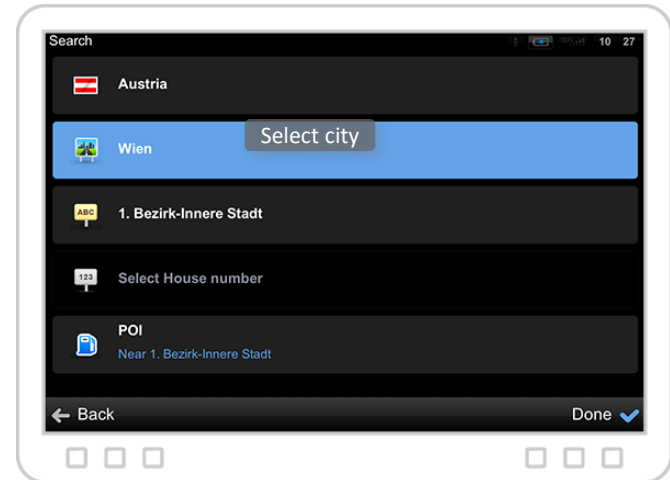 Search
10 27
Austria
Select city
Wien
ABC
1. Bezirk-Innere Stadt
123
Select House number
POI
Near 1. Bezirk-Innere Stadt
Back
Done